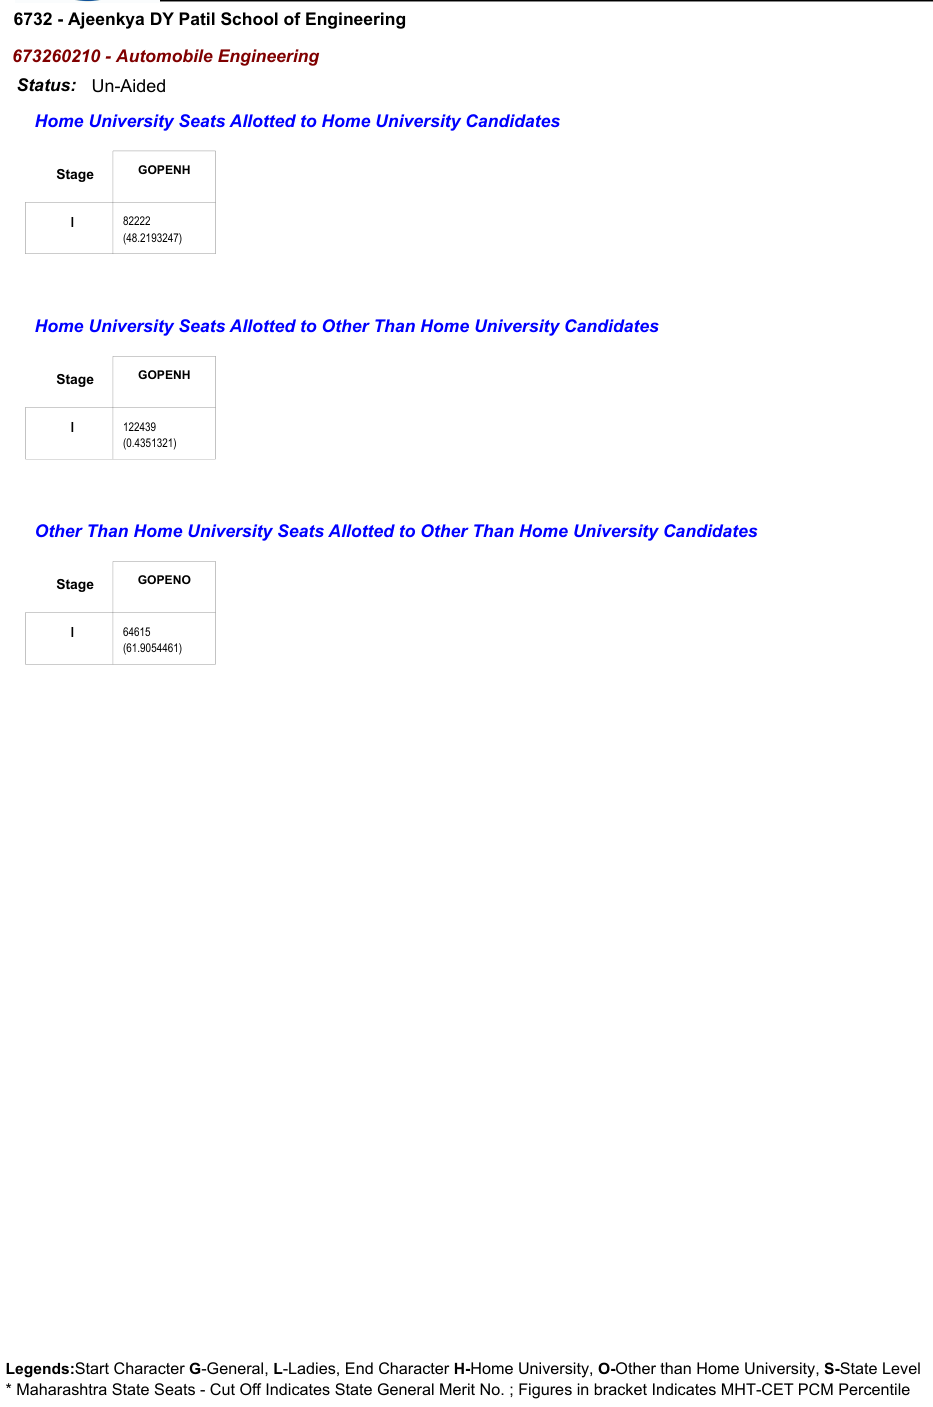 6732 - Ajeenkya DY Patil School of Engineering
673260210 - Automobile Engineering
Status: Un-Aided
Home University Seats Allotted to Home University Candidates
Stage GOPENH
I 82222
(48.2193247)
Home University Seats Allotted to Other Than Home University Candidates
Stage GOPENH
I 122439
(0.4351321)
Other Than Home University Seats Allotted to Other Than Home University Candidates
Stage GOPENO
I 64615
(61.9054461)
Legends:Start Character G-General, L-Ladies, End Character H-Home University, O-Other than Home University, S-State Level
* Maharashtra State Seats - Cut Off Indicates State General Merit No. ; Figures in bracket Indicates MHT-CET PCM Percentile